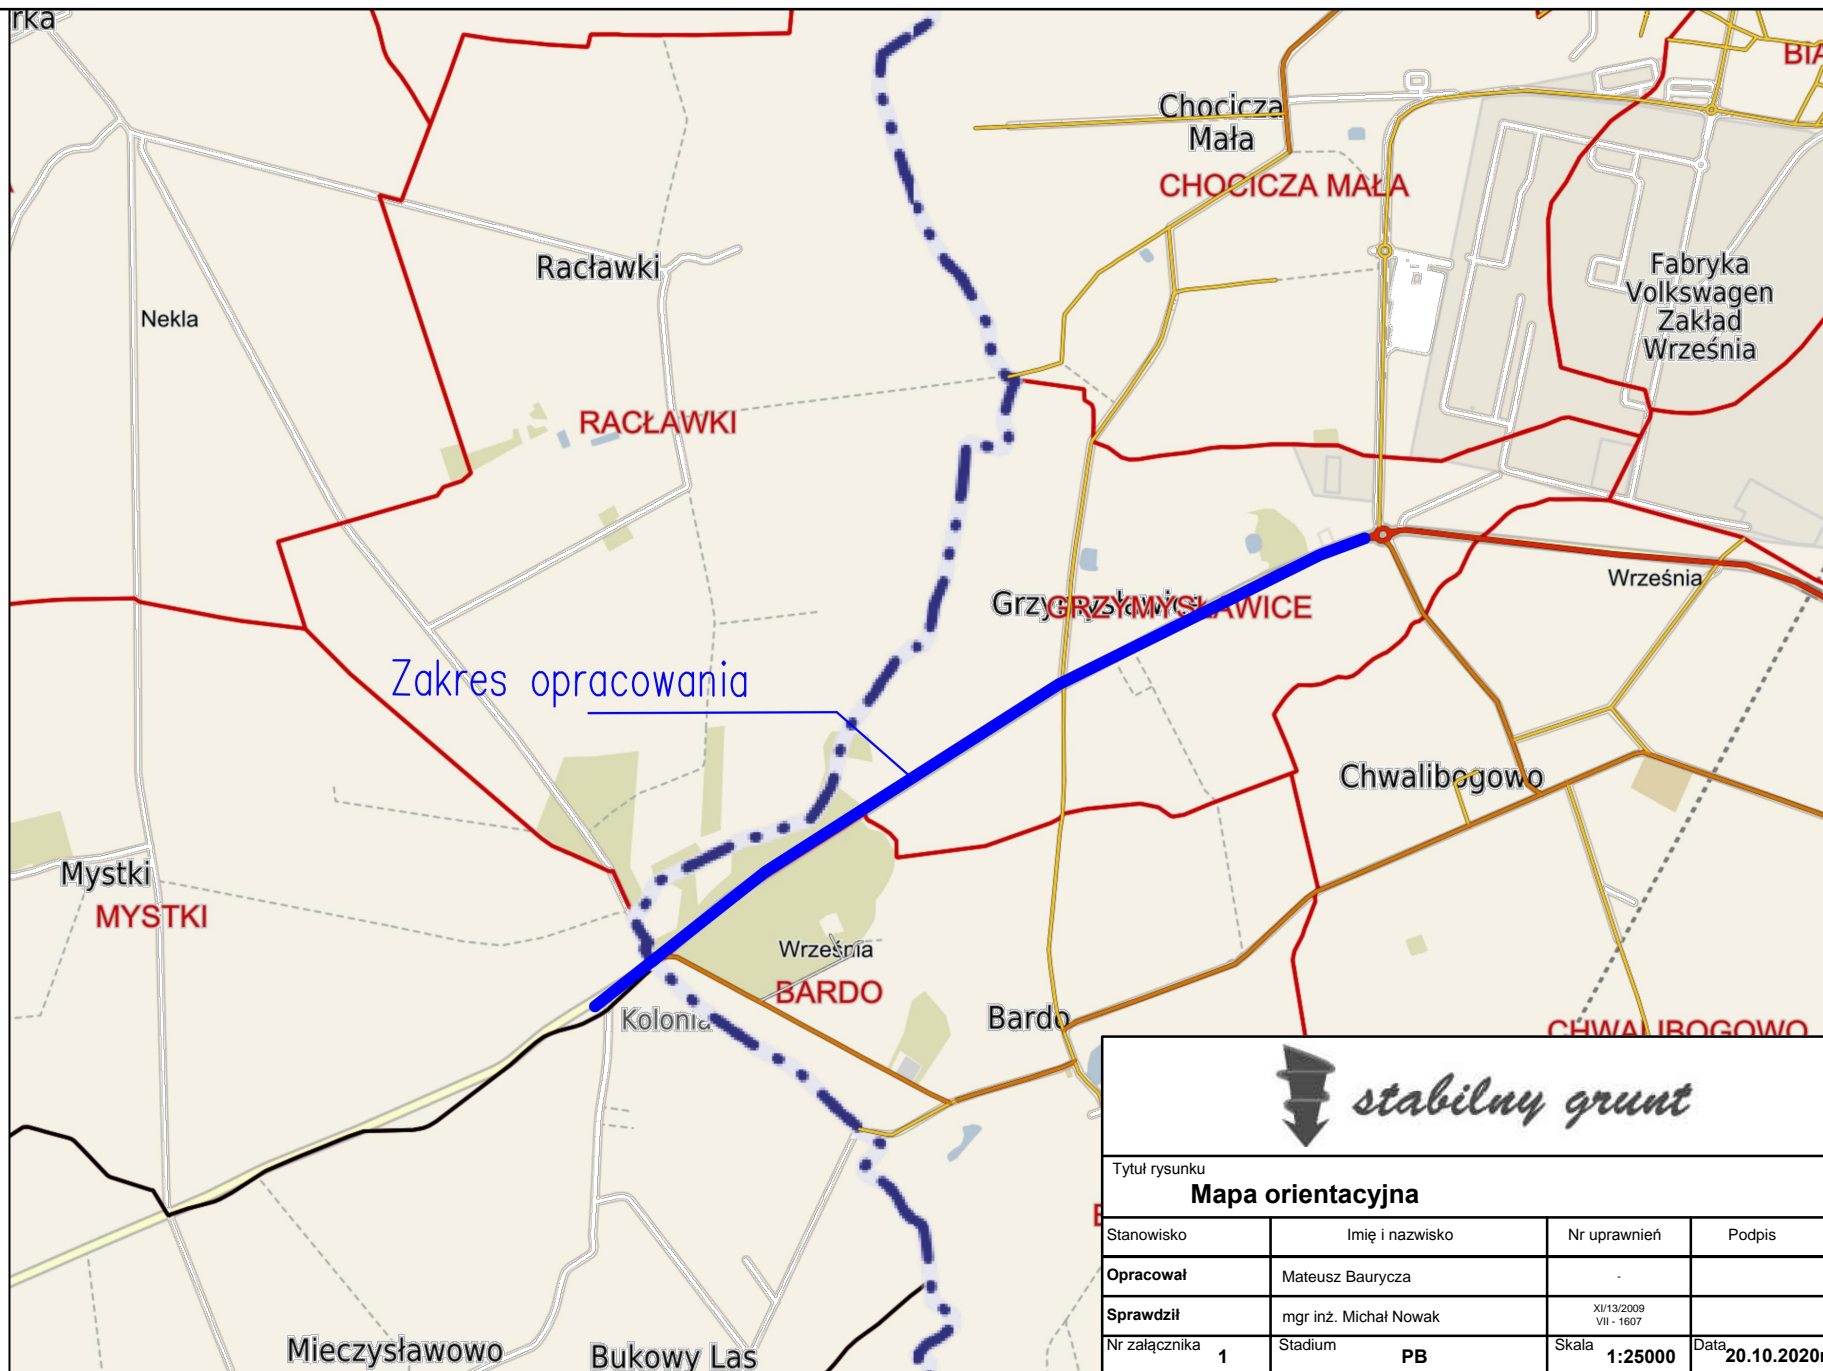 rka
BIA
Chocicza
Mała
CHOCICZA MAŁA
Racławki
Nekla
Fabryka
Volkswagen
Zakład
Września
RACŁAWKI
Września
Grzymysławice
GRZYMYSŁAWICE
Zakres opracowania
Chwalibogowo
Mystki
MYSTKI
Września
BARDO
Kolonia
Bardo
CHWALIBOGOWO
stabilny grunt
Tytuł rysunku
Mapa orientacyjna
Stanowisko Imię i nazwisko Nr uprawnień Podpis
Opracował Mateusz Baurycza -
Sprawdził mgr inż. Michał Nowak XI/13/2009
VII - 1607
Nr załącznika 1 Stadium PB Skala 1:25000 Data 20.10.2020r
Mieczysławowo
Bukowy Las